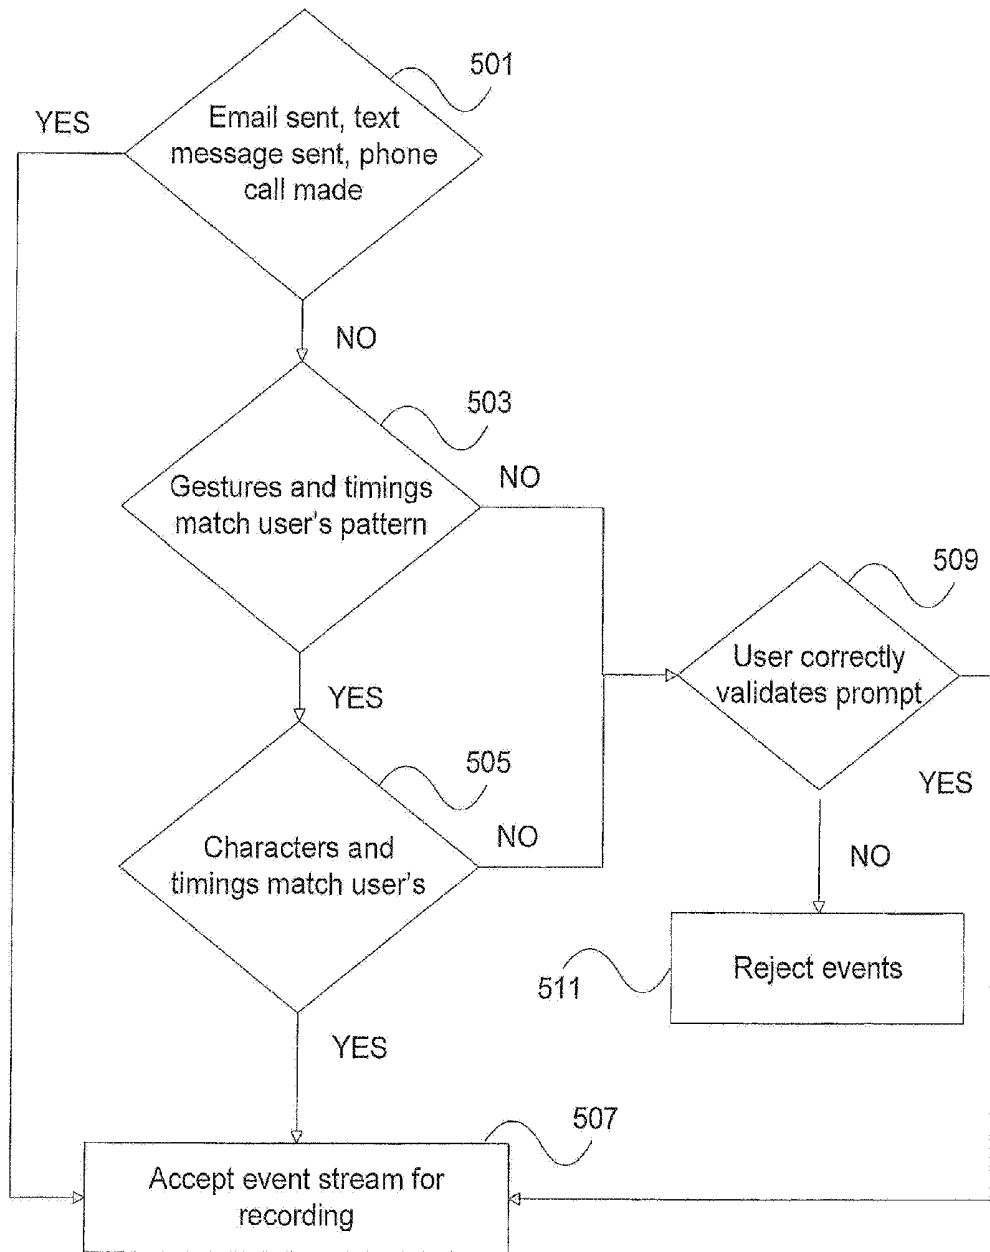 501
YES
Email sent, text
message sent, phone
call made
NO
503
Gestures and timings
match user's pattern
NO
509
User correctly
validates prompt
YES
YES
505
Characters and
timings match user's
NO
NO
Reject events
511
YES
507
Accept event stream for
recording